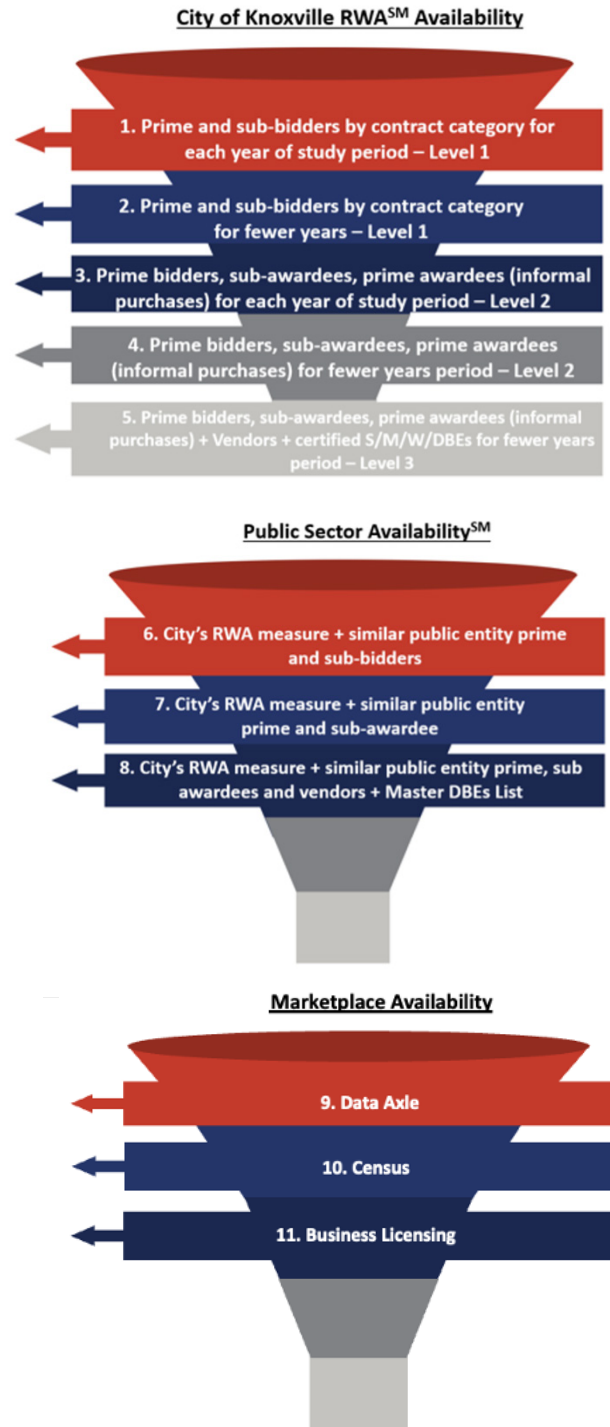 City of Knoxville RWA℠ Availability
1. Prime and sub-bidders by contract category for
each year of study period – Level 1
2. Prime and sub-bidders by contract category
for fewer years – Level 1
3. Prime bidders, sub-awardees, prime awardees (informal
purchases) for each year of study period – Level 2
4. Prime bidders, sub-awardees, prime awardees
(informal purchases) for fewer years period – Level 2
5. Prime bidders, sub-awardees, prime awardees (informal
purchases) + Vendors + certified S/M/W/DBEs for fewer years
period – Level 3
Public Sector Availability℠
6. City's RWA measure + similar public entity prime
and sub-bidders
7. City's RWA measure + similar public entity
prime and sub-awardee
8. City's RWA measure + similar public entity prime, sub
awardees and vendors + Master DBEs List
Marketplace Availability
9. Data Axle
10. Census
11. Business Licensing